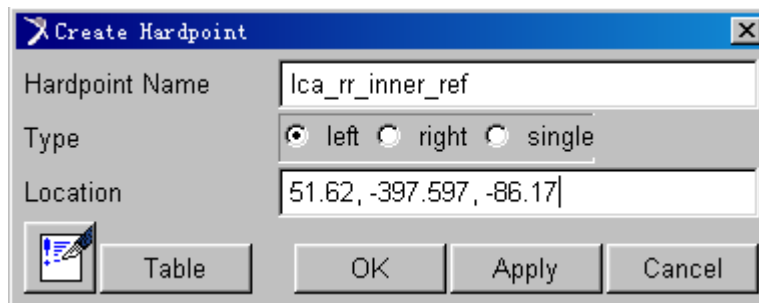 Create Hardpoint
Hardpoint Name lca_rr_inner_ref
Type left right single
Location 51.62, -397.597, -86.17
Table OK Apply Cancel